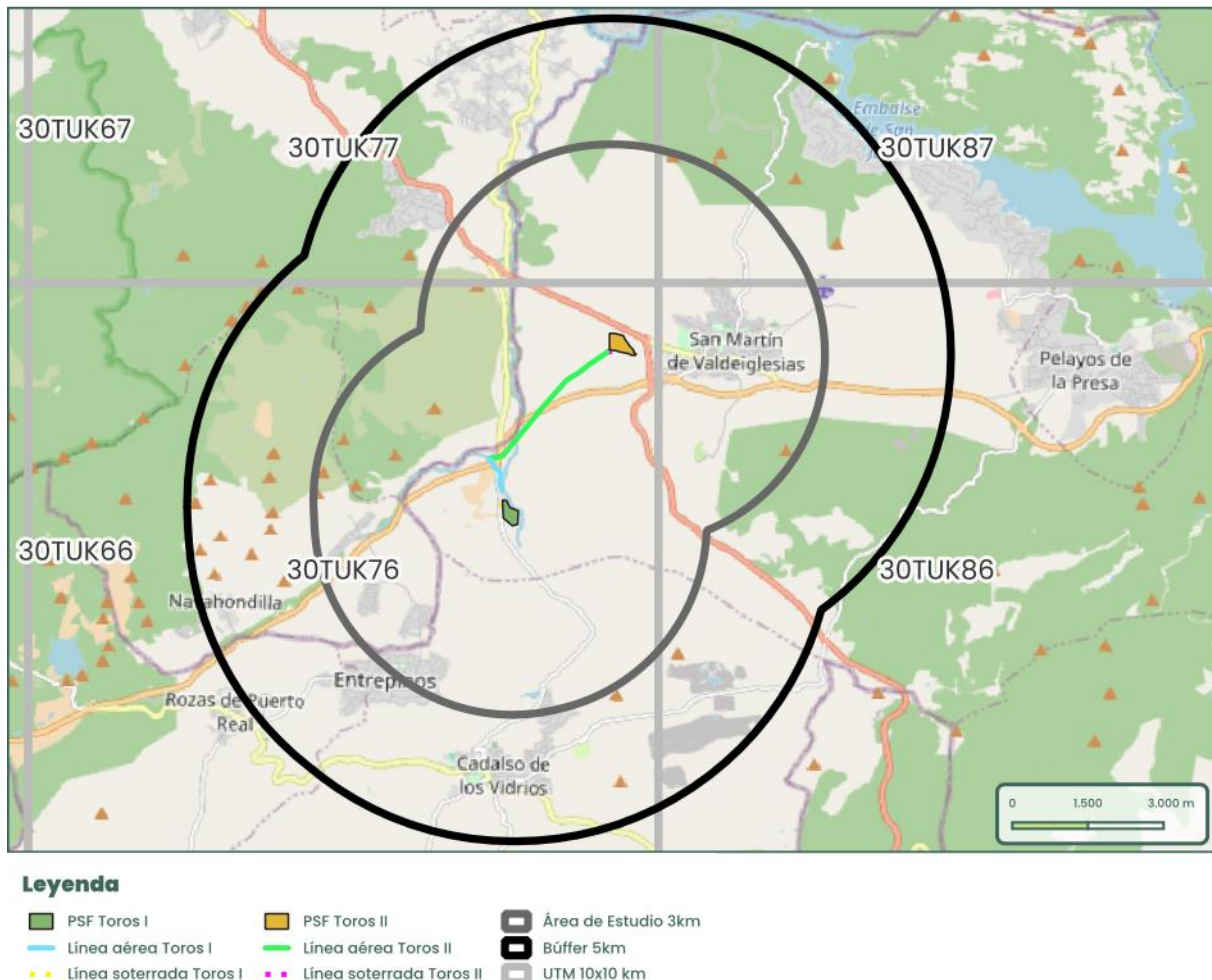 30TUK67
30TUK77
30TUK87
Embalse
de San
San Martín
de Valdeiglesias
Pelayos de
la Presa
30TUK66
30TUK76
30TUK86
Navahondilla
Entrepinos
Rozas de Puerto
Real
Cadalso de
los Vidrios
0 1.500 3.000 m
Leyenda
PSF Toros I
PSF Toros II
Área de Estudio 3km
Línea aérea Toros I
Línea aérea Toros II
Búffer 5km
Línea soterrada Toros I
Línea soterrada Toros II
UTM 10x10 km